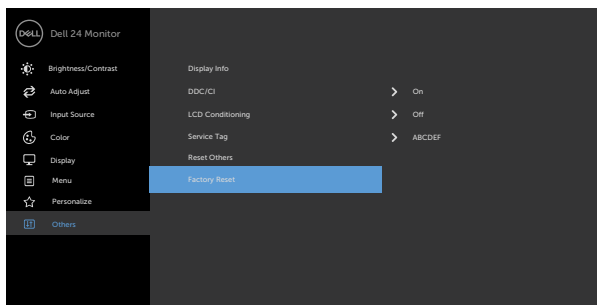 DELL Dell 24 Monitor
Brightness/Contrast Display Info
Auto Adjust DDC/CI On
Input Source LCD Conditioning Off
Color Service Tag ABCDEF
Display Reset Others
Menu Factory Reset
Personalize
Others